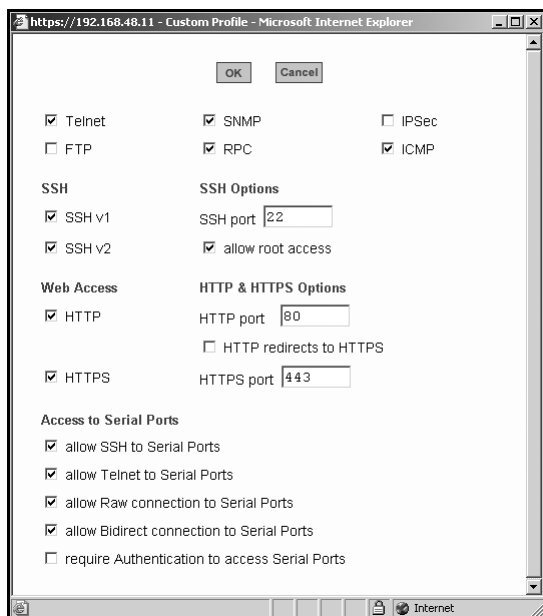 https://192.168.48.11 - Custom Profile - Microsoft Internet Explorer
OK Cancel
Telnet SNMP IPSec
FTP RPC ICMP
SSH SSH Options
SSH v1 SSH port 22
SSH v2 allow root access
Web Access HTTP & HTTPS Options
HTTP HTTP port 80
HTTP redirects to HTTPS
HTTPS HTTPS port 443
Access to Serial Ports
allow SSH to Serial Ports
allow Telnet to Serial Ports
allow Raw connection to Serial Ports
allow Bidirect connection to Serial Ports
require Authentication to access Serial Ports
Internet